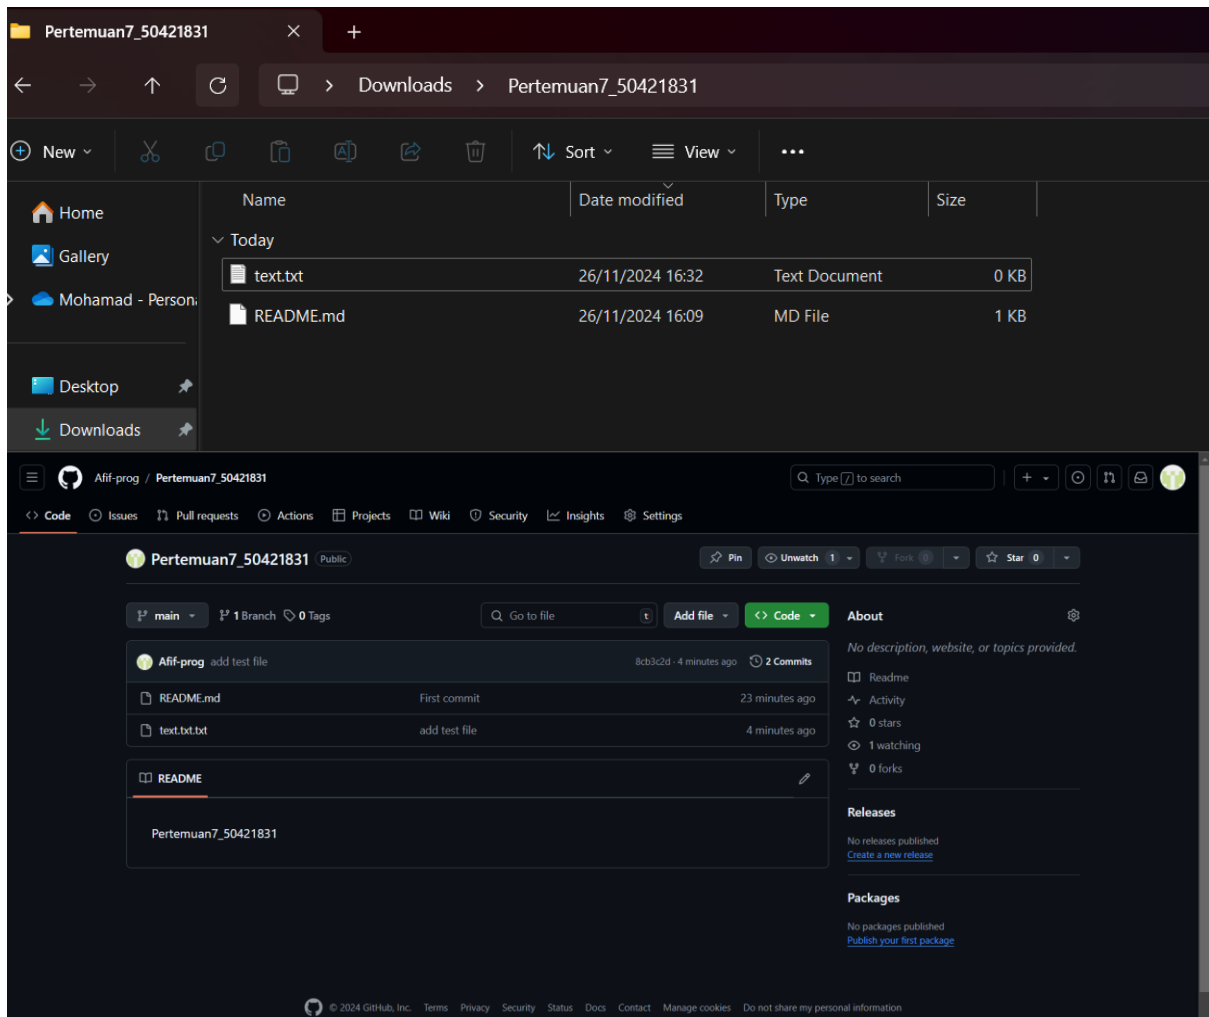 Pertemuan7_50421831
Downloads > Pertemuan7_50421831
New
Sort
View
Name Date modified Type Size
Home
Today
Gallery
text.txt 26/11/2024 16:32 Text Document 0 KB
Mohamad - Persona
README.md 26/11/2024 16:09 MD File 1 KB
Desktop
Downloads
Afif-prog / Pertemuan7_50421831
Type / to search
Code Issues Pull requests Actions Projects Wiki Security Insights Settings
Pertemuan7_50421831 Public
Pin Unwatch 1 Fork 0 Star 0
main 1 Branch 0 Tags
Go to file t
Add file Code
Afif-prog add test file 8cb3c2d · 4 minutes ago 2 Commits
README.md First commit 23 minutes ago
text.txt.txt add test file 4 minutes ago
README
Pertemuan7_50421831
About
No description, website, or topics provided.
Readme
Activity
0 stars
1 watching
0 forks
Releases
No releases published
Create a new release
Packages
No packages published
Publish your first package
© 2024 GitHub, Inc. Terms Privacy Security Status Docs Contact Manage cookies Do not share my personal information